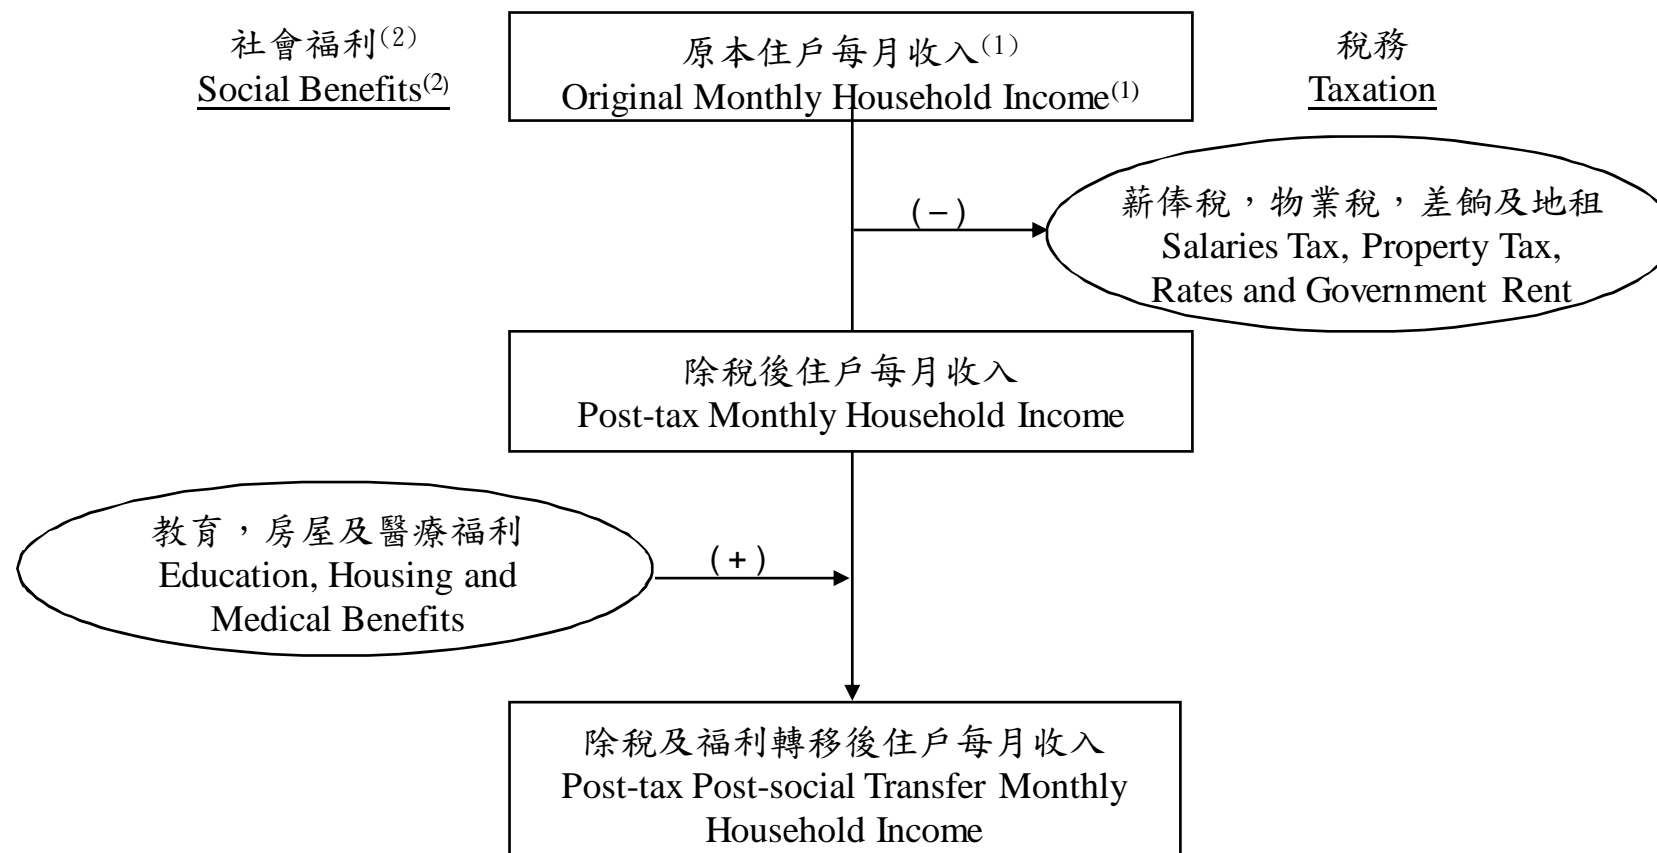 社會福利(2)
Social Benefits(2)
原本住戶每月收入(1)
Original Monthly Household Income(1)
稅務
Taxation
(－)
薪俸稅，物業稅，差餉及地租
Salaries Tax, Property Tax,
Rates and Government Rent
除稅後住戶每月收入
Post-tax Monthly Household Income
教育，房屋及醫療福利
Education, Housing and
Medical Benefits
(+)
除稅及福利轉移後住戶每月收入
Post-tax Post-social Transfer Monthly
Household Income